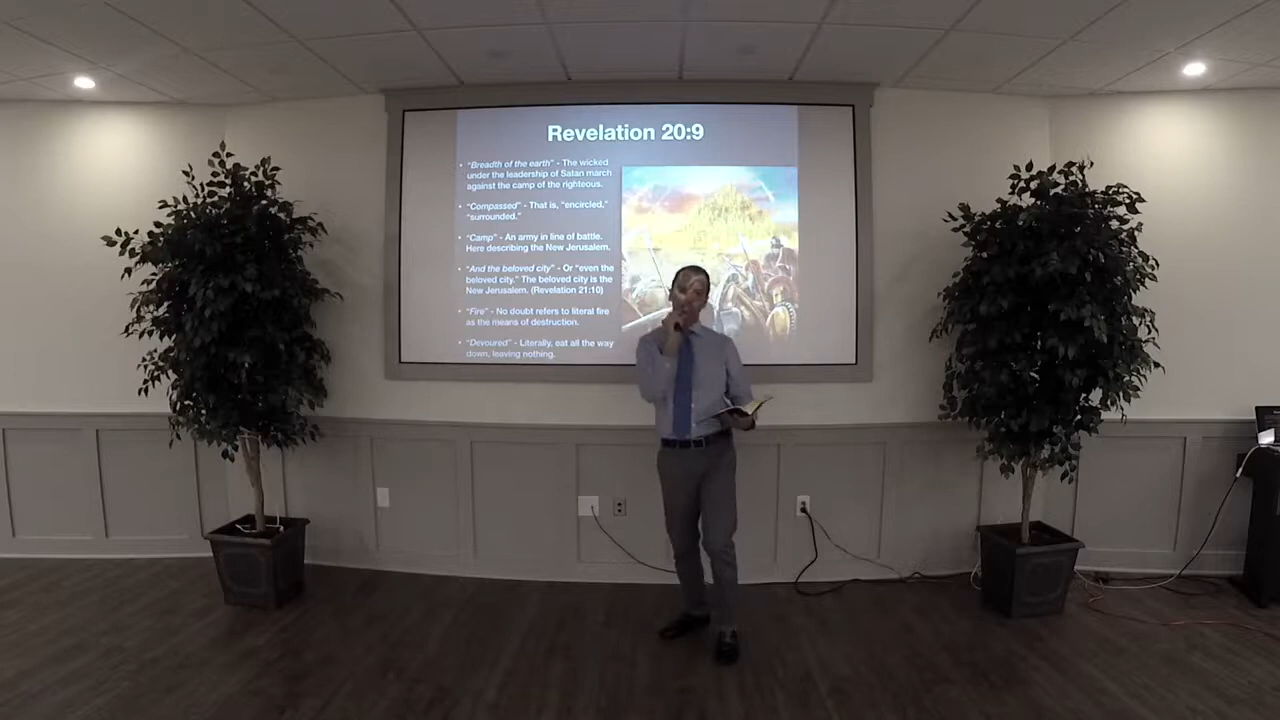 Revelation 20:9
• “Breadth of the earth” - The wicked
under the leadership of Satan march
against the camp of the righteous.
• “Compassed” - That is, “encircled,”
“surrounded.”
• “Camp” - An army in line of battle.
Here describing the New Jerusalem.
• “And the beloved city” - Or “even the
beloved city.” The beloved city is the
New Jerusalem. (Revelation 21:10)
• “Fire” - No doubt refers to literal fire
as the means of destruction.
• “Devoured” - Literally, eat all the way
down, leaving nothing.